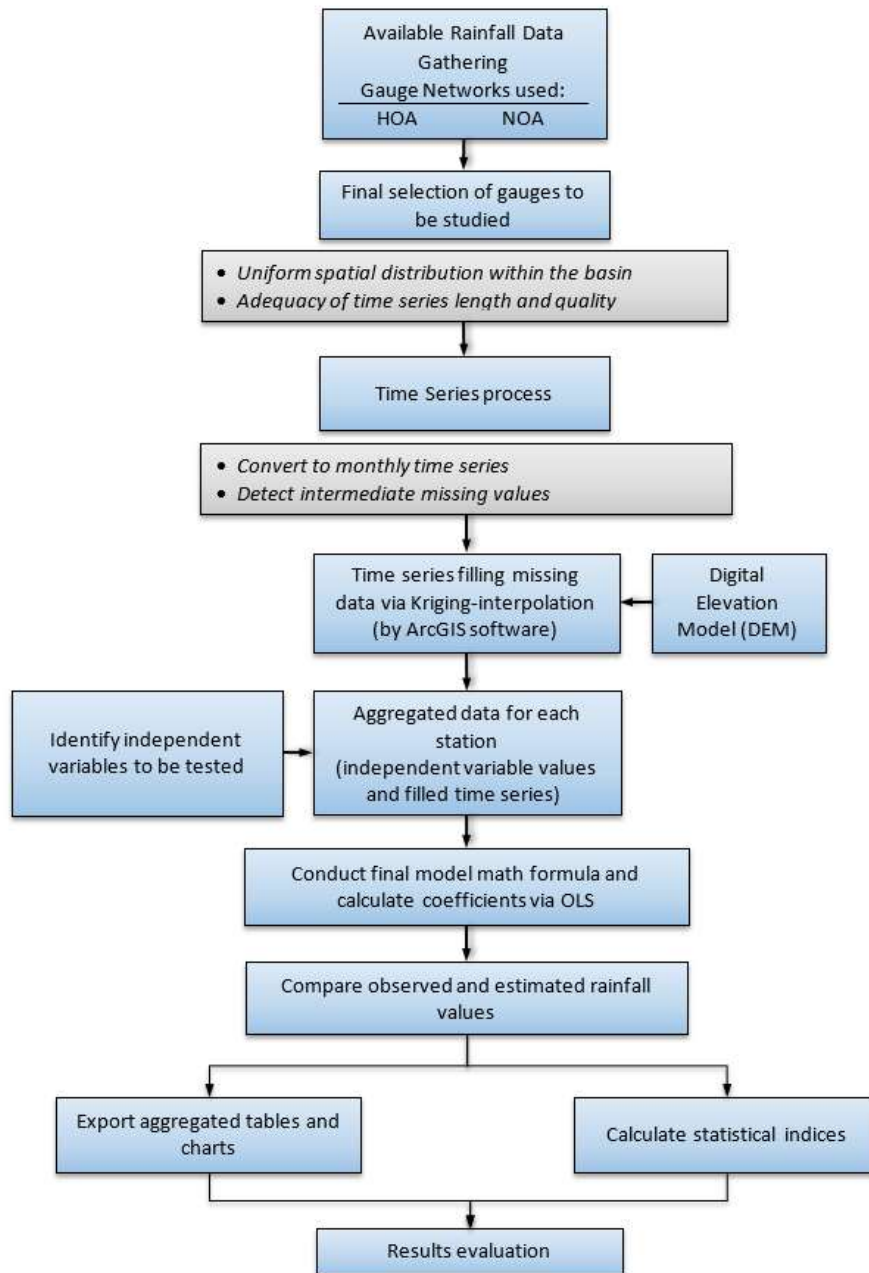 Available Rainfall Data
Gathering
Gauge Networks used:
HOA NOA
Final selection of gauges to
be studied
• Uniform spatial distribution within the basin
• Adequacy of time series length and quality
Time Series process
• Convert to monthly time series
• Detect intermediate missing values
Time series filling missing
data via Kriging-interpolation
(by ArcGIS software)
Digital
Elevation
Model (DEM)
Identify independent
variables to be tested
Aggregated data for each
station
(independent variable values
and filled time series)
Conduct final model math formula and
calculate coefficients via OLS
Compare observed and estimated rainfall
values
Export aggregated tables and
charts
Calculate statistical indices
Results evaluation